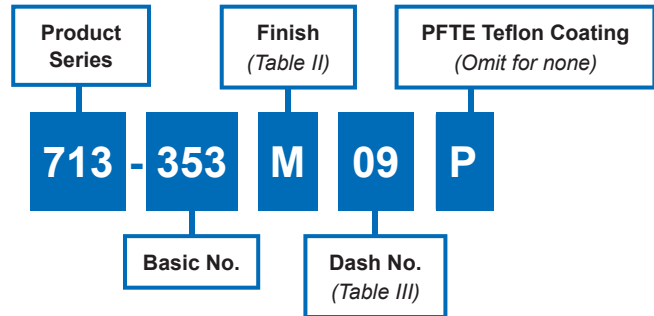 Product
Series
Finish
(Table II)
PFTE Teflon Coating
(Omit for none)
713 - 353 M 09 P
Basic No.
Dash No.
(Table III)